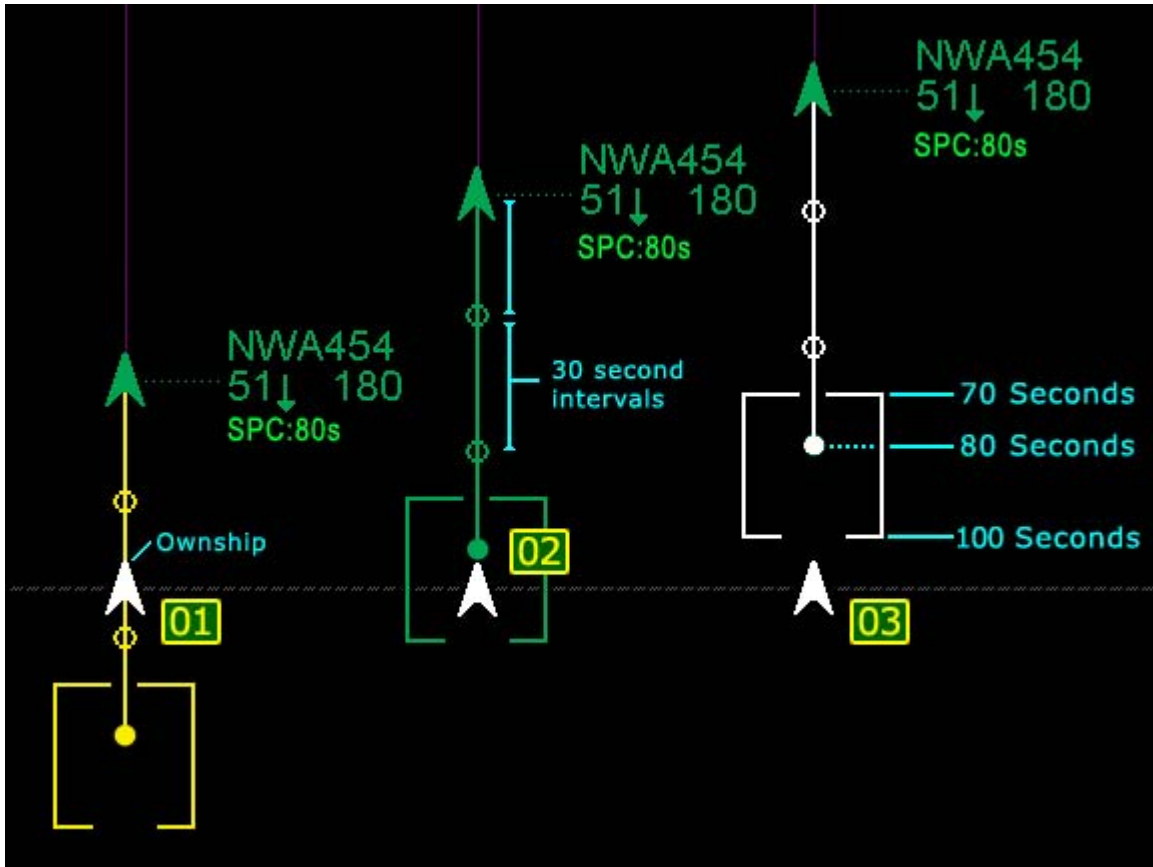 NWA454
51↓ 180
SPC:80s
NWA454
51↓ 180
SPC:80s
NWA454
51↓ 180
SPC:80s
30 second
intervals
70 Seconds
80 Seconds
100 Seconds
Ownship
01
02
03